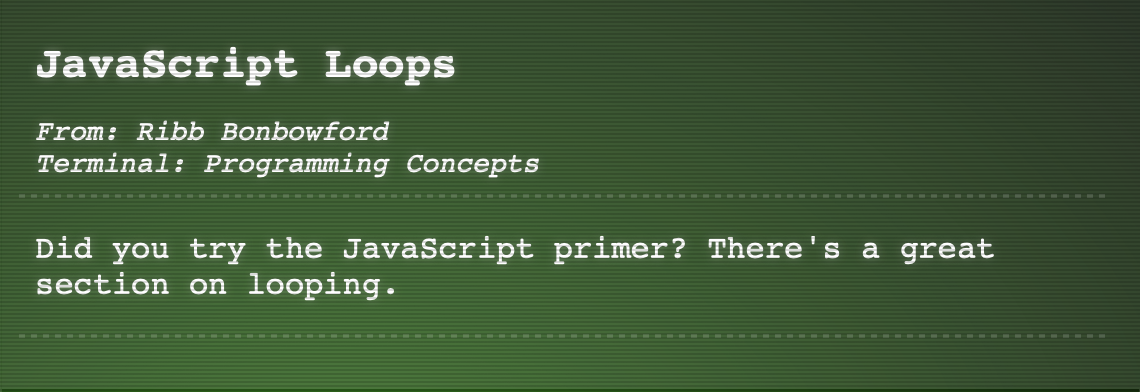 JavaScript Loops
From: Ribb Bonbowford
Terminal: Programming Concepts
Did you try the JavaScript primer? There's a great
section on looping.